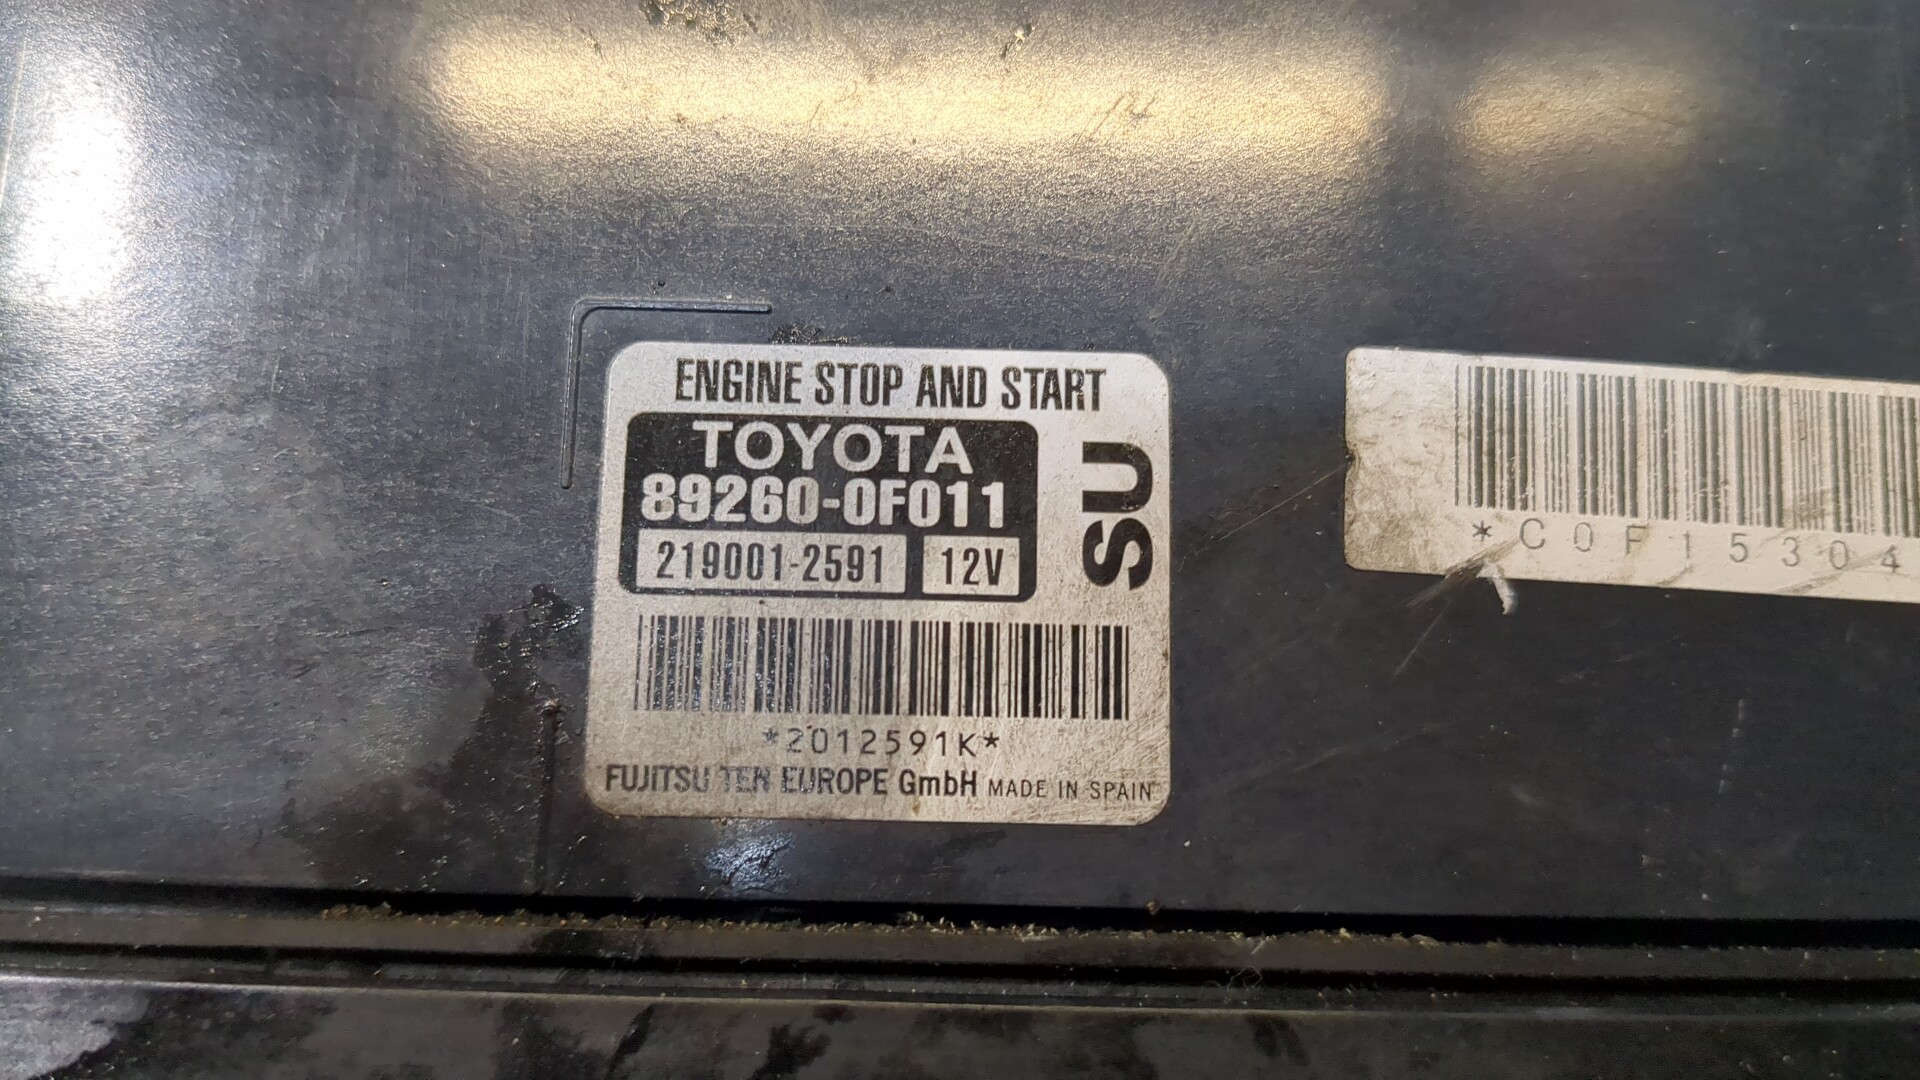 ENGINE STOP AND START
TOYOTA
89260-0F011
219001-2591 12V
SU
*2012591K*
FUJITSU TEN EUROPE GmbH MADE IN SPAIN
*C0F15304